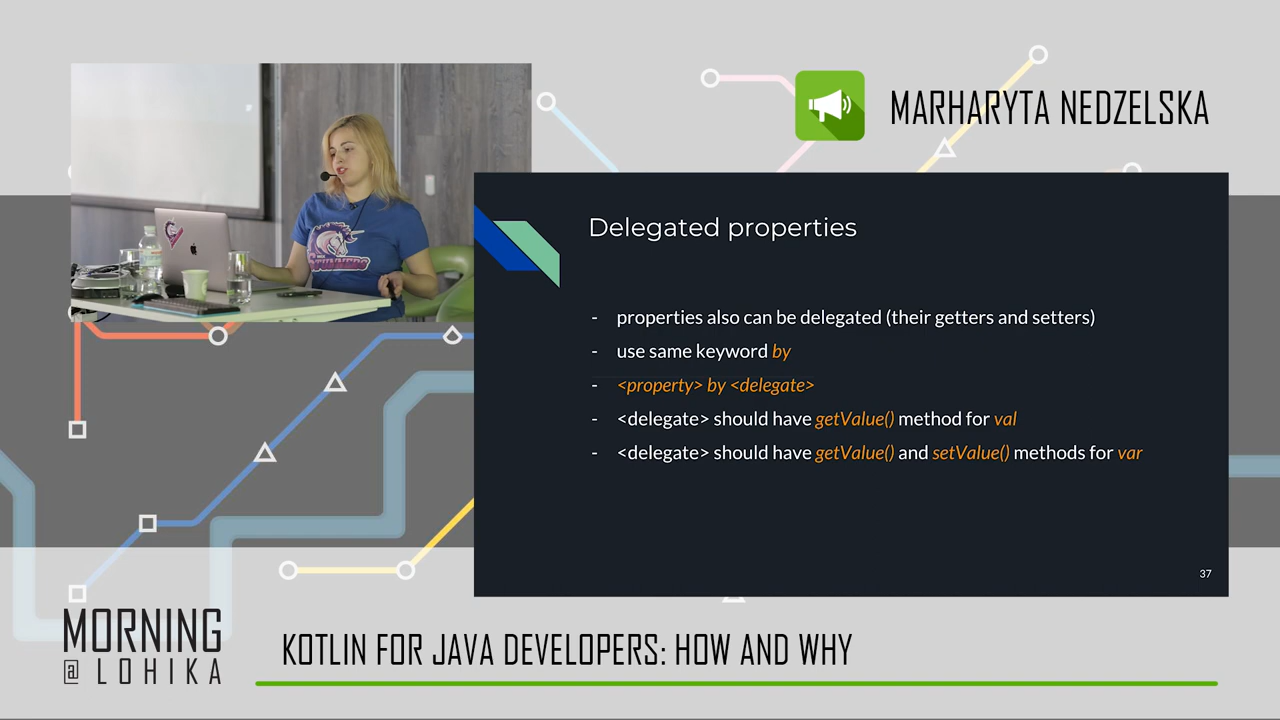 MARHARYTA NEDZELSKA
Delegated properties
- properties also can be delegated (their getters and setters)
- use same keyword by
- <property> by <delegate>
- <delegate> should have getValue() method for val
- <delegate> should have getValue() and setValue() methods for var
37
MORNING
@ LOHIKA
KOTLIN FOR JAVA DEVELOPERS: HOW AND WHY